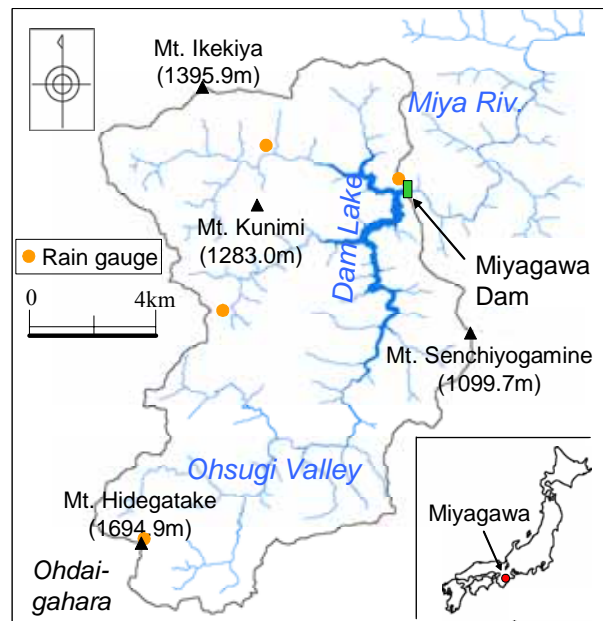 Mt. Ikekiya
(1395.9m)
Miya Riv.
Dam Lake
Mt. Kunimi
(1283.0m)
Rain gauge
0 4km
Miyagawa
Dam
Mt. Senchiyogamine
(1099.7m)
Ohsugi Valley
Mt. Hidegatake
(1694.9m)
Ohdai-
gahara
Miyagawa